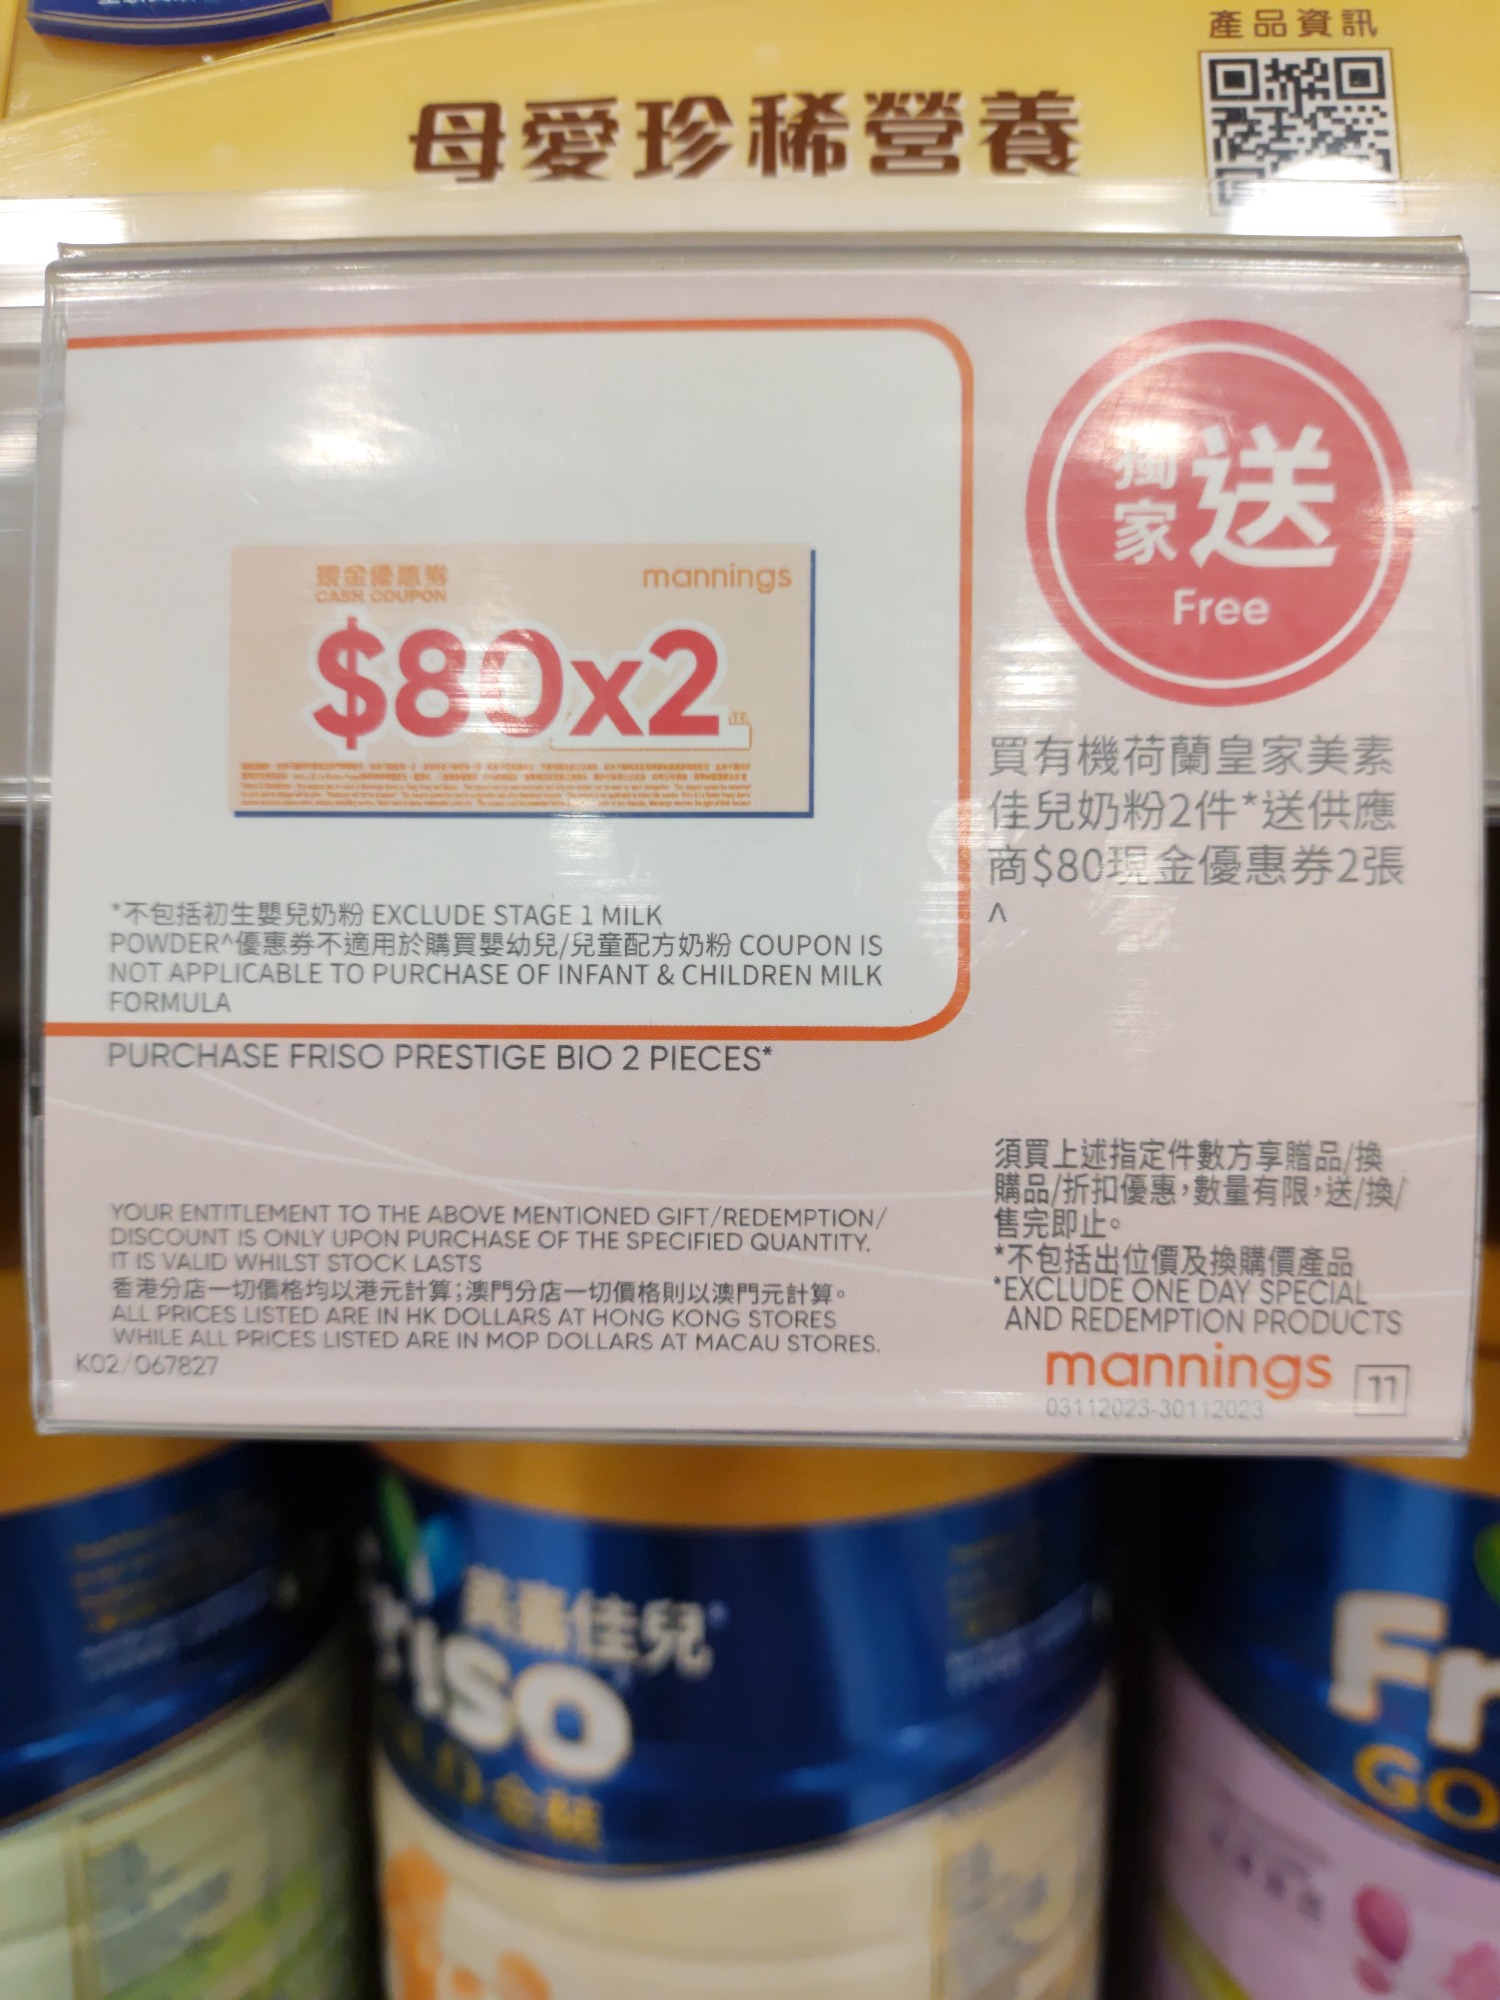 產品資訊
母愛珍稀營養
獨家 送
Free
現金優惠券
CASH COUPON
mannings
$80x2
買有機荷蘭皇家美素
佳兒奶粉2件*送供應
商$80現金優惠券2張
^
*不包括初生嬰兒奶粉 EXCLUDE STAGE 1 MILK
POWDER^優惠券不適用於購買嬰幼兒/兒童配方奶粉 COUPON IS
NOT APPLICABLE TO PURCHASE OF INFANT & CHILDREN MILK
FORMULA
PURCHASE FRISO PRESTIGE BIO 2 PIECES*
YOUR ENTITLEMENT TO THE ABOVE MENTIONED GIFT/REDEMPTION/
DISCOUNT IS ONLY UPON PURCHASE OF THE SPECIFIED QUANTITY.
IT IS VALID WHILST STOCK LASTS
香港分店一切價格均以港元計算;澳門分店一切價格則以澳門元計算。
ALL PRICES LISTED ARE IN HK DOLLARS AT HONG KONG STORES
WHILE ALL PRICES LISTED ARE IN MOP DOLLARS AT MACAU STORES.
K02/067827
須買上述指定件數方享贈品/換
購品/折扣優惠,數量有限,送/換/
售完即止。
*不包括出位價及換購價產品
*EXCLUDE ONE DAY SPECIAL
AND REDEMPTION PRODUCTS
mannings
11
03112023-30112023
美素佳兒
Friso
金裝
Fr
GO